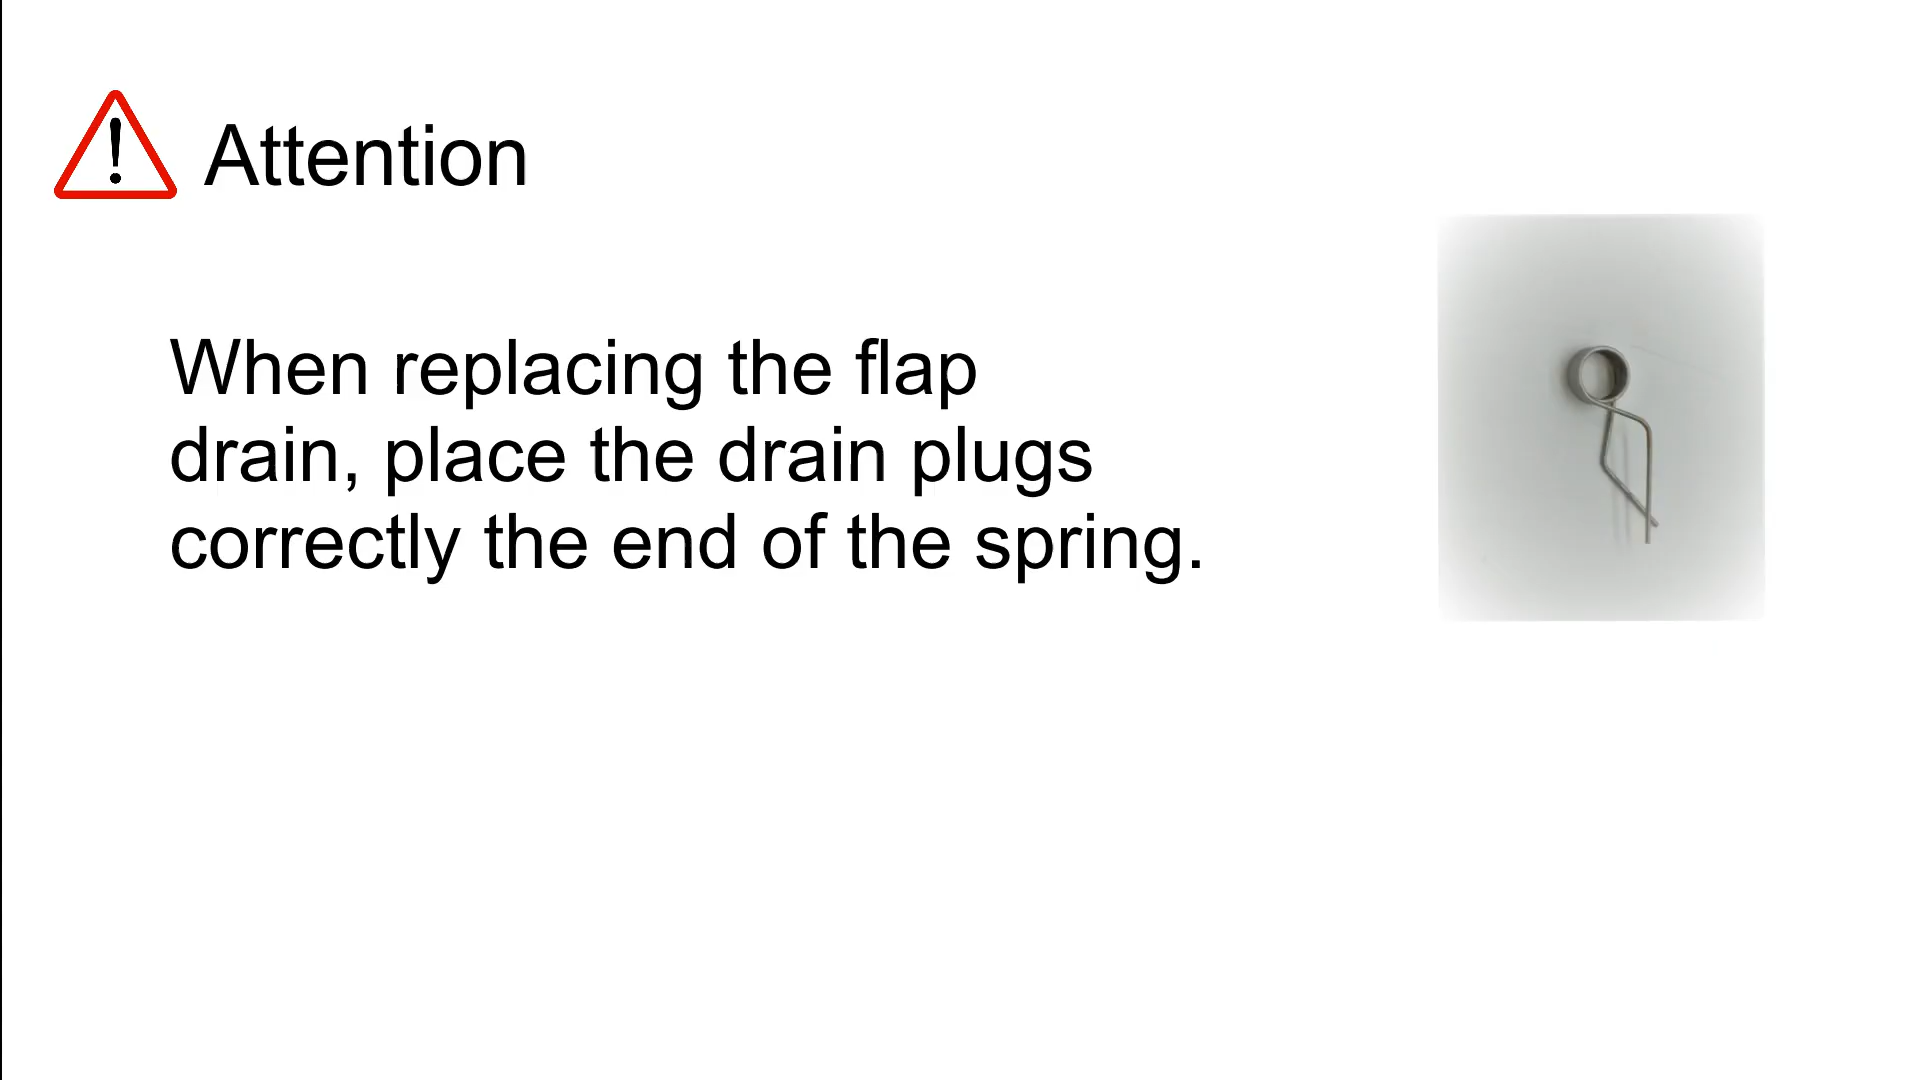 Attention
When replacing the flap
drain, place the drain plugs
correctly the end of the spring.